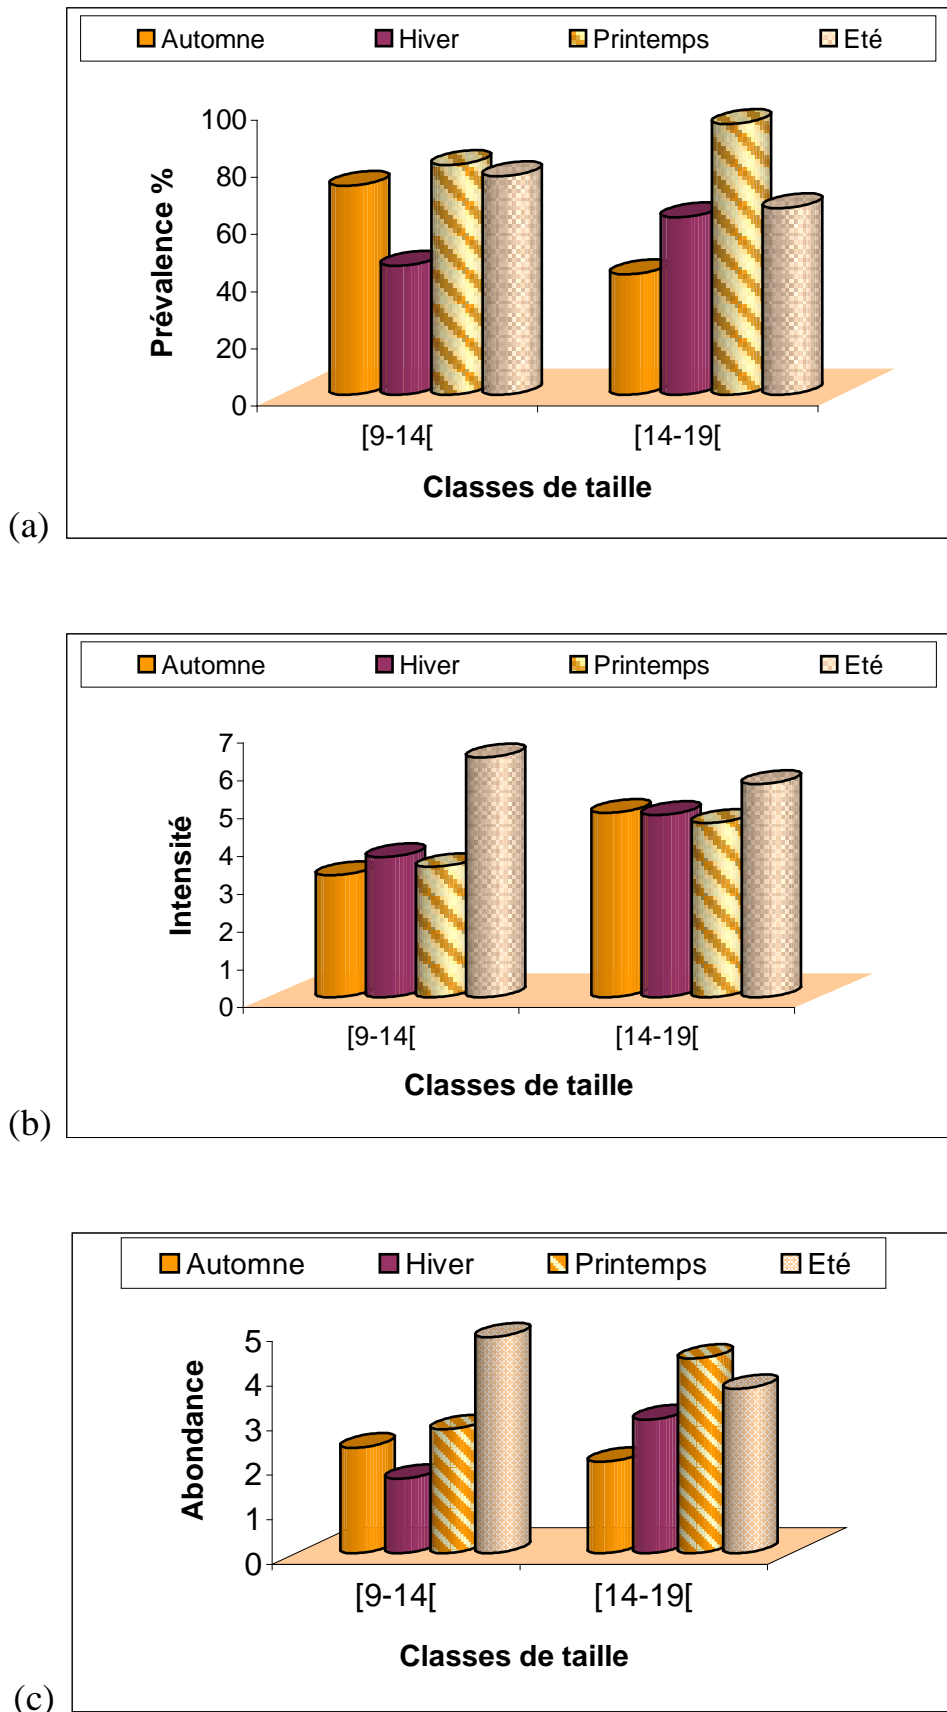 Automne Hiver Printemps Eté
100
80
60
40
20
0
Prévalence %
[9-14[ [14-19[
Classes de taille
(a)
Automne Hiver Printemps Eté
7
6
5
4
3
2
1
0
Intensité
[9-14[ [14-19[
Classes de taille
(b)
Automne Hiver Printemps Eté
5
4
3
2
1
0
Abondance
[9-14[ [14-19[
Classes de taille
(c)